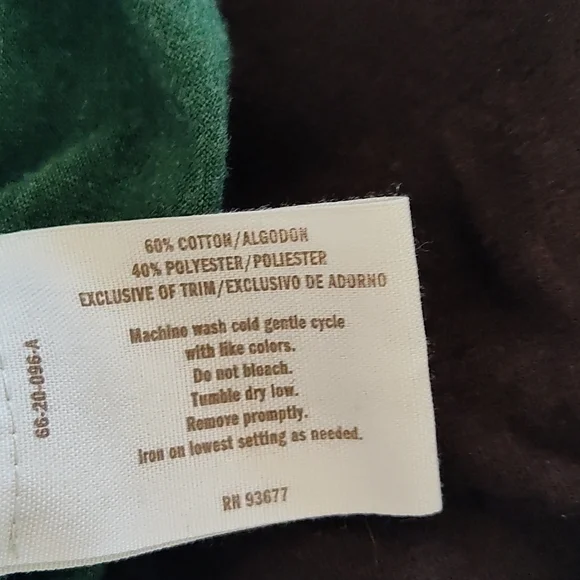 60% COTTON/ALGODON
40% POLYESTER/POLIESTER
EXCLUSIVE OF TRIM/EXCLUSIVO DE ADORNO
Machine wash cold gentle cycle
with like colors.
Do not bleach.
Tumble dry low.
Remove promptly.
Iron on lowest setting as needed.
RN 93677
66-20-096-A